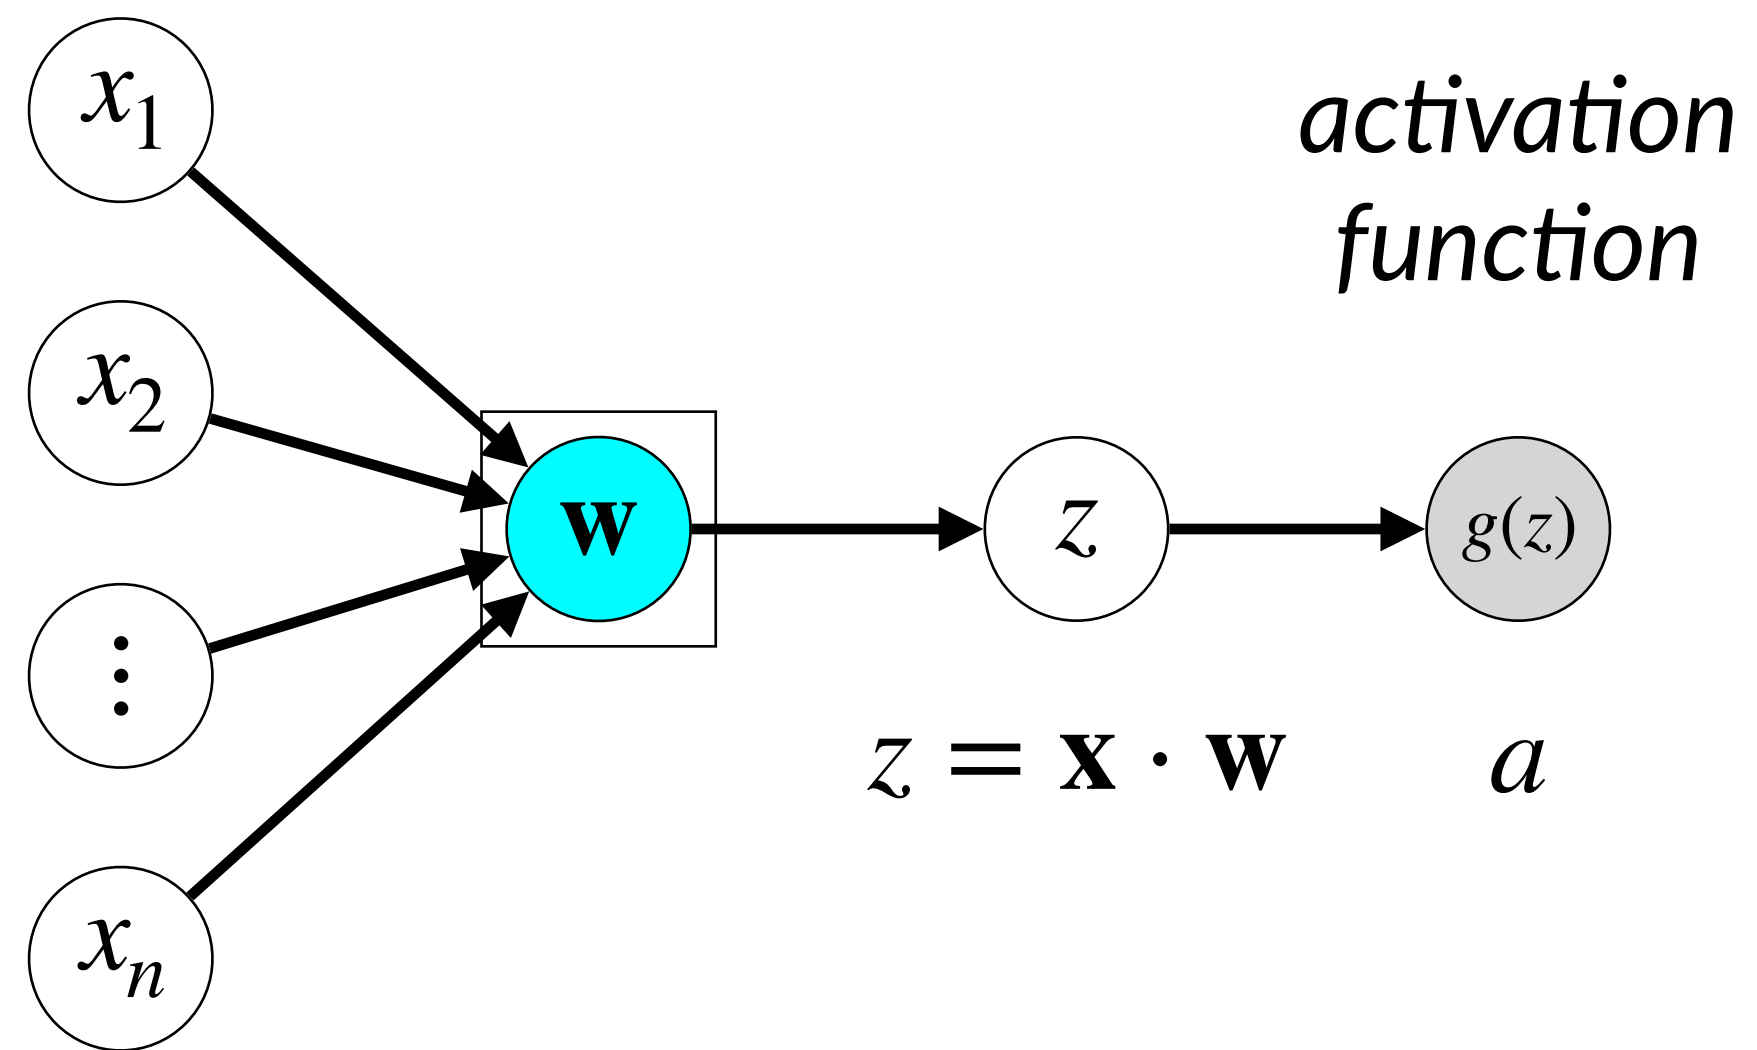 x₁
activation
function
x₂
w
z
g(z)
⋮
z = x · w
a
xₙ